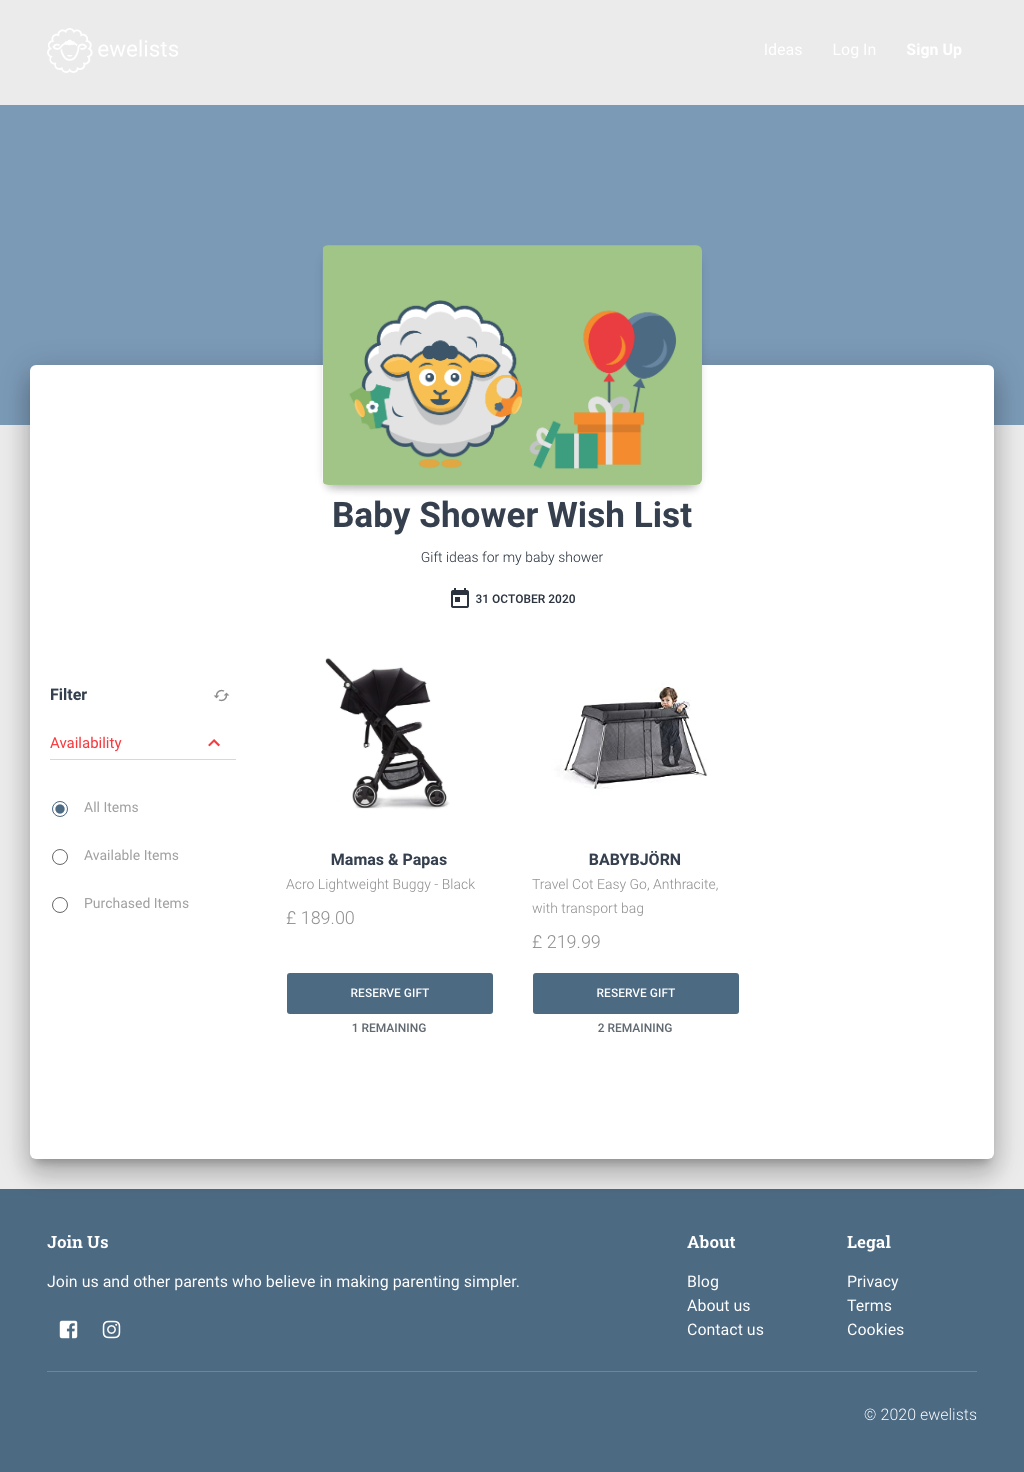 ewelists
Ideas
Log In
Sign Up
Baby Shower Wish List
Gift ideas for my baby shower
31 OCTOBER 2020
Filter
Availability
All Items
Available Items
Purchased Items
Mamas & Papas
Acro Lightweight Buggy - Black
£ 189.00
RESERVE GIFT
1 REMAINING
BABYBJÖRN
Travel Cot Easy Go, Anthracite,
with transport bag
£ 219.99
RESERVE GIFT
2 REMAINING
Join Us
Join us and other parents who believe in making parenting simpler.
About
Blog
About us
Contact us
Legal
Privacy
Terms
Cookies
© 2020 ewelists